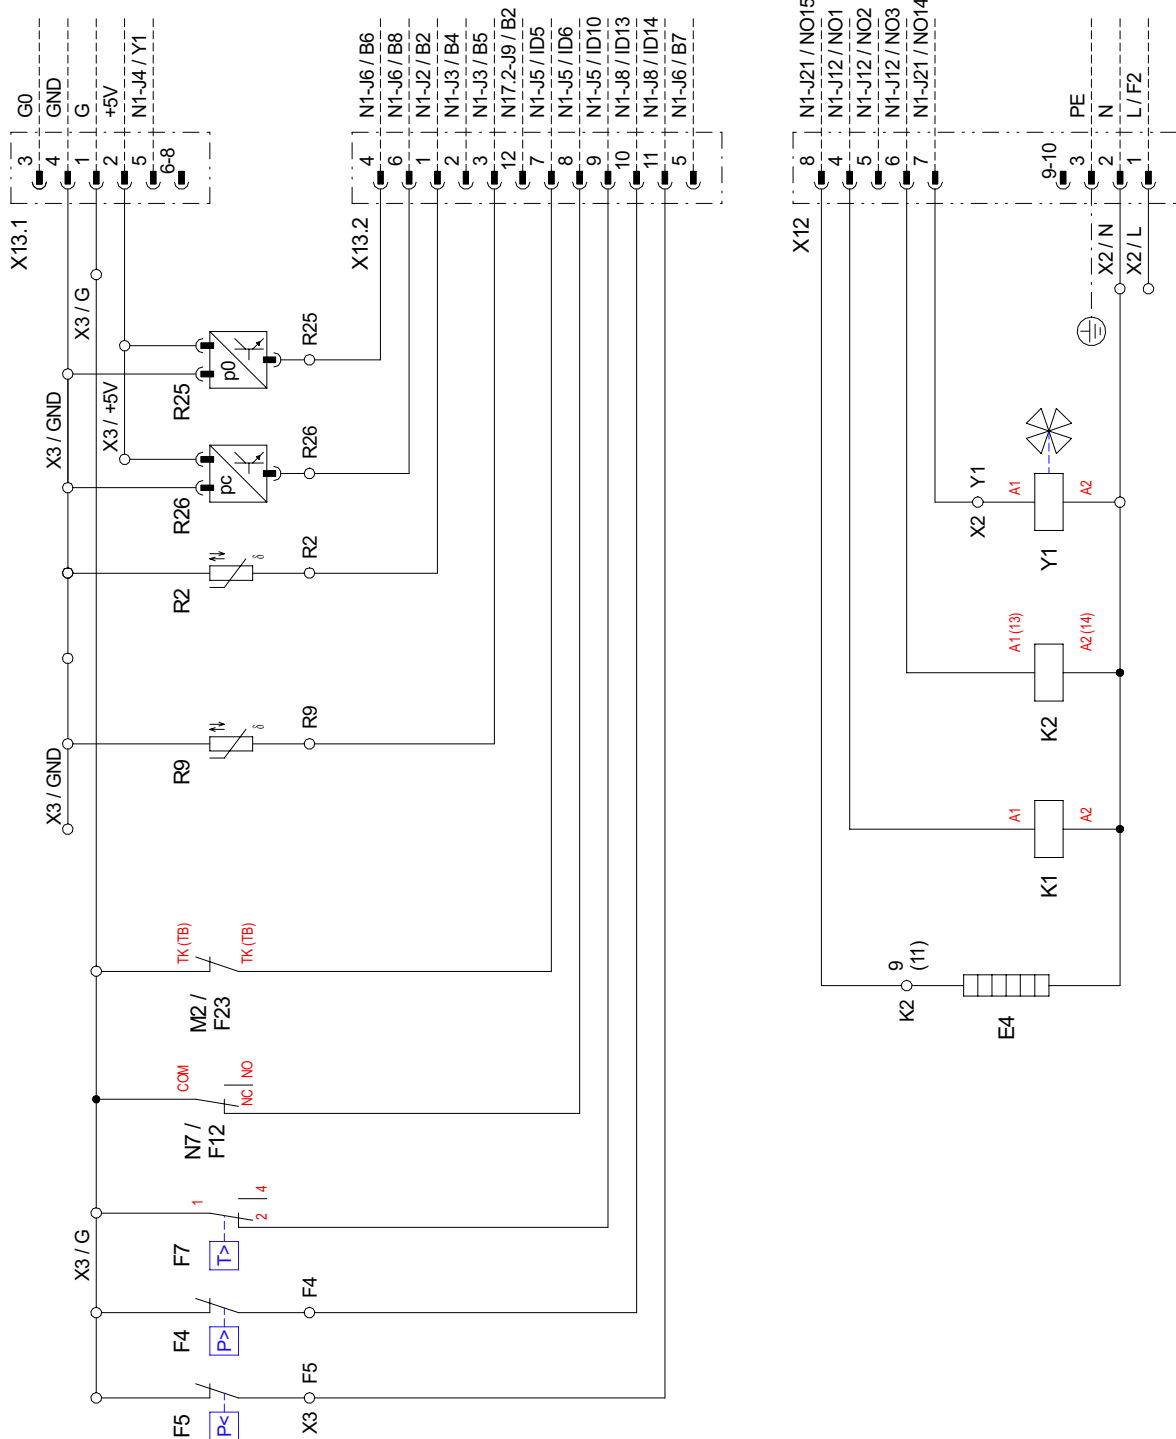 G0
GND
G
+5V
N1-J4 / Y1
3
4
1
2
5
6-8
X13.1
N1-J6 / B6
N1-J6 / B8
N1-J2 / B2
N1-J3 / B4
N1-J3 / B5
N17.2-J9 / B2
N1-J5 / ID5
N1-J5 / ID6
N1-J5 / ID10
N1-J8 / ID13
N1-J8 / ID14
N1-J6 / B7
4
6
1
2
3
12
7
8
9
10
11
5
X13.2
N1-J21 / NO15
N1-J12 / NO1
N1-J12 / NO2
N1-J12 / NO3
N1-J21 / NO14
PE
N
L / F2
8
4
5
6
7
9-10
3
2
1
X12
X2 / N
X2 / L
X3 / G
X3 / GND
X3 / +5V
R25
p0
R25
R26
pc
R26
R2
δ
R2
R9
δ
R9
X3 / GND
X2
Y1
A1
A2
Y1
A1 (13)
A2 (14)
K2
A1
A2
K1
K2
9
(11)
E4
TK (TB)
TK (TB)
M2 /
F23
COM
NC
NO
N7 /
F12
X3 / G
1
2
4
F7
T>
F4
P>
F4
F5
P<
X3
F5